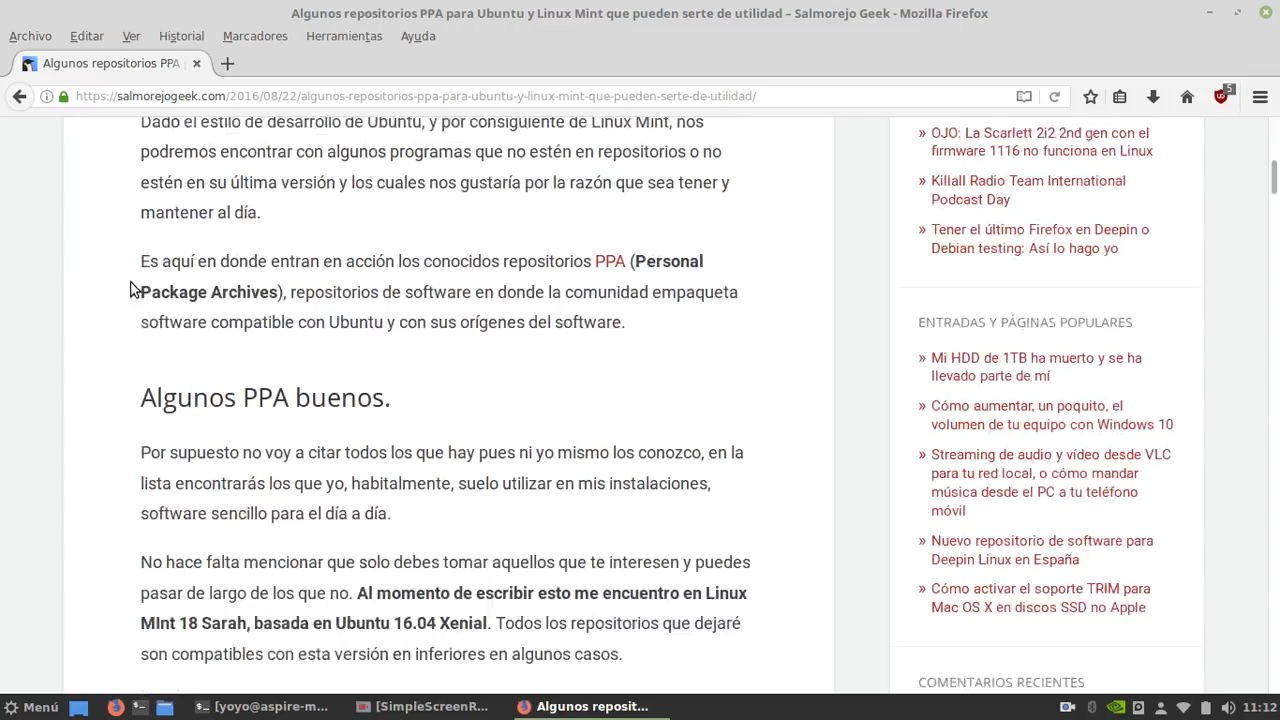 Algunos repositorios PPA para Ubuntu y Linux Mint que pueden serte de utilidad – Salmorejo Geek - Mozilla Firefox
Archivo Editar Ver Historial Marcadores Herramientas Ayuda
Algunos repositorios PPA
https://salmorejogeek.com/2016/08/22/algunos-repositorios-ppa-para-ubuntu-y-linux-mint-que-pueden-serte-de-utilidad/
5
Dado el estilo de desarrollo de Ubuntu, y por consiguiente de Linux Mint, nos
podremos encontrar con algunos programas que no estén en repositorios o no
estén en su última versión y los cuales nos gustaría por la razón que sea tener y
mantener al día.
Es aquí en donde entran en acción los conocidos repositorios PPA (Personal
Package Archives), repositorios de software en donde la comunidad empaqueta
software compatible con Ubuntu y con sus orígenes del software.
Algunos PPA buenos.
Por supuesto no voy a citar todos los que hay pues ni yo mismo los conozco, en la
lista encontrarás los que yo, habitalmente, suelo utilizar en mis instalaciones,
software sencillo para el día a día.
No hace falta mencionar que solo debes tomar aquellos que te interesen y puedes
pasar de largo de los que no. Al momento de escribir esto me encuentro en Linux
MInt 18 Sarah, basada en Ubuntu 16.04 Xenial. Todos los repositorios que dejaré
son compatibles con esta versión en inferiores en algunos casos.
» OJO: La Scarlett 2i2 2nd gen con el
firmware 1116 no funciona en Linux
» Killall Radio Team International
Podcast Day
» Tener el último Firefox en Deepin o
Debian testing: Así lo hago yo
ENTRADAS Y PÁGINAS POPULARES
» Mi HDD de 1TB ha muerto y se ha
llevado parte de mí
» Cómo aumentar, un poquito, el
volumen de tu equipo con Windows 10
» Streaming de audio y vídeo desde VLC
para tu red local, o cómo mandar
música desde el PC a tu teléfono
móvil
» Nuevo repositorio de software para
Deepin Linux en España
» Cómo activar el soporte TRIM para
Mac OS X en discos SSD no Apple
COMENTARIOS RECIENTES
Menú [yoyo@aspire-m... [SimpleScreenR... Algunos reposit... 11:12